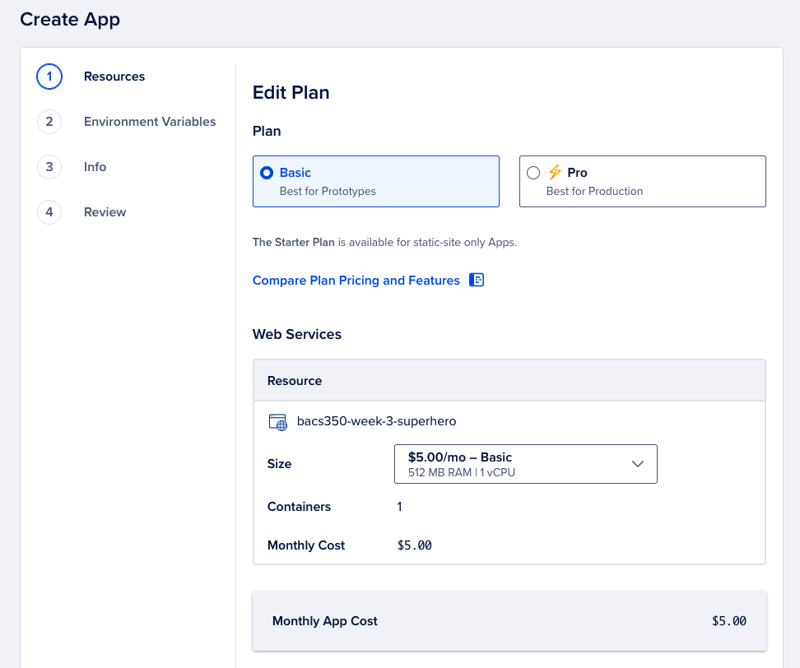 Create App
1 Resources
2 Environment Variables
3 Info
4 Review
Edit Plan
Plan
Basic
Best for Prototypes
Pro
Best for Production
The Starter Plan is available for static-site only Apps.
Compare Plan Pricing and Features
Web Services
Resource
bacs350-week-3-superhero
Size
$5.00/mo – Basic
512 MB RAM | 1 vCPU
Containers 1
Monthly Cost $5.00
Monthly App Cost $5.00